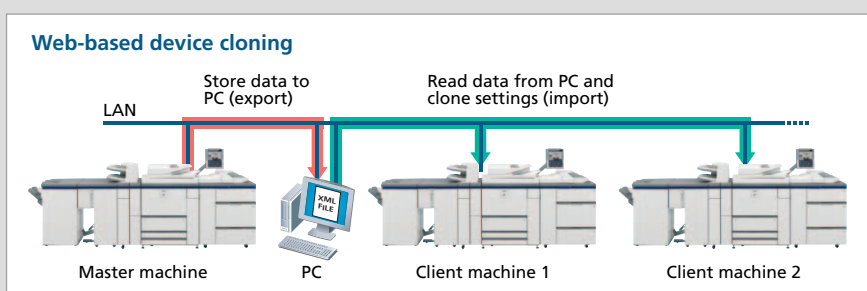 Web-based device cloning
Store data to
PC (export)
Read data from PC and
clone settings (import)
LAN
XML
FILE
Master machine
PC
Client machine 1
Client machine 2